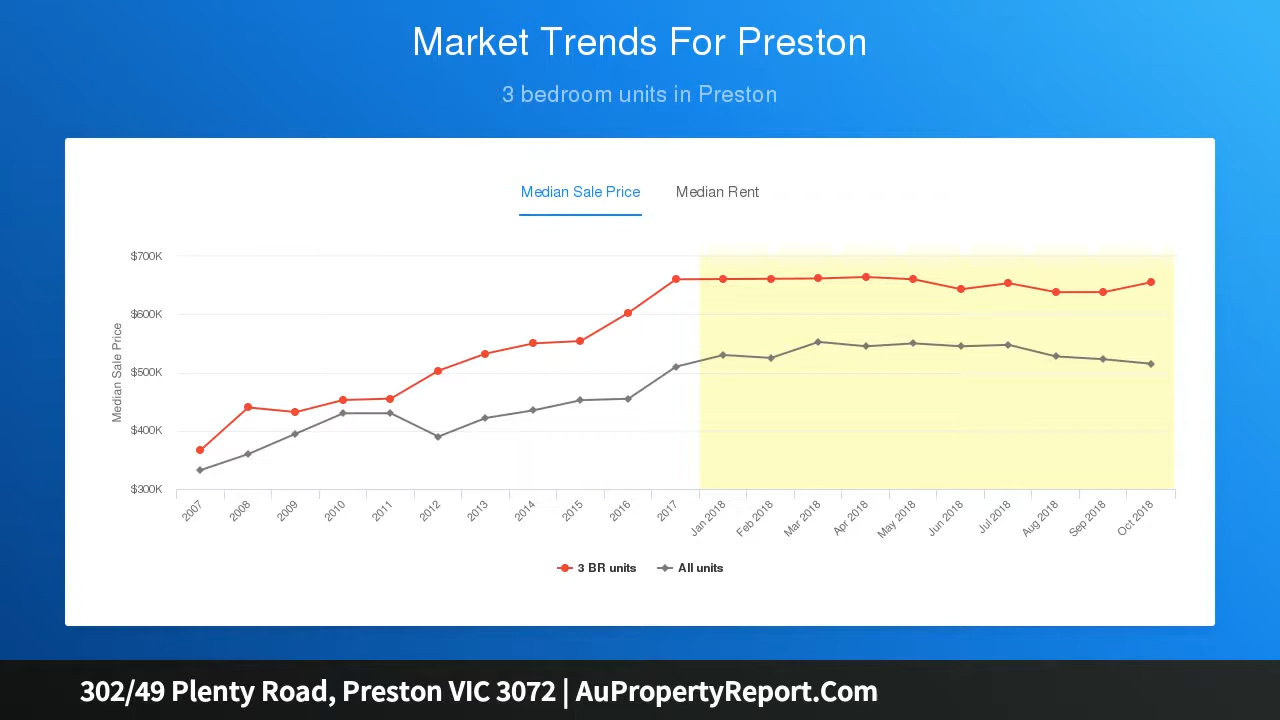 Market Trends For Preston
3 bedroom units in Preston
Median Sale Price Median Rent
$700K
$600K
$500K
$400K
$300K
Median Sale Price
2007 2008 2009 2010 2011 2012 2013 2014 2015 2016 2017 Jan 2018 Feb 2018 Mar 2018 Apr 2018 May 2018 Jun 2018 Jul 2018 Aug 2018 Sep 2018 Oct 2018
3 BR units All units
302/49 Plenty Road, Preston VIC 3072 | AuPropertyReport.Com